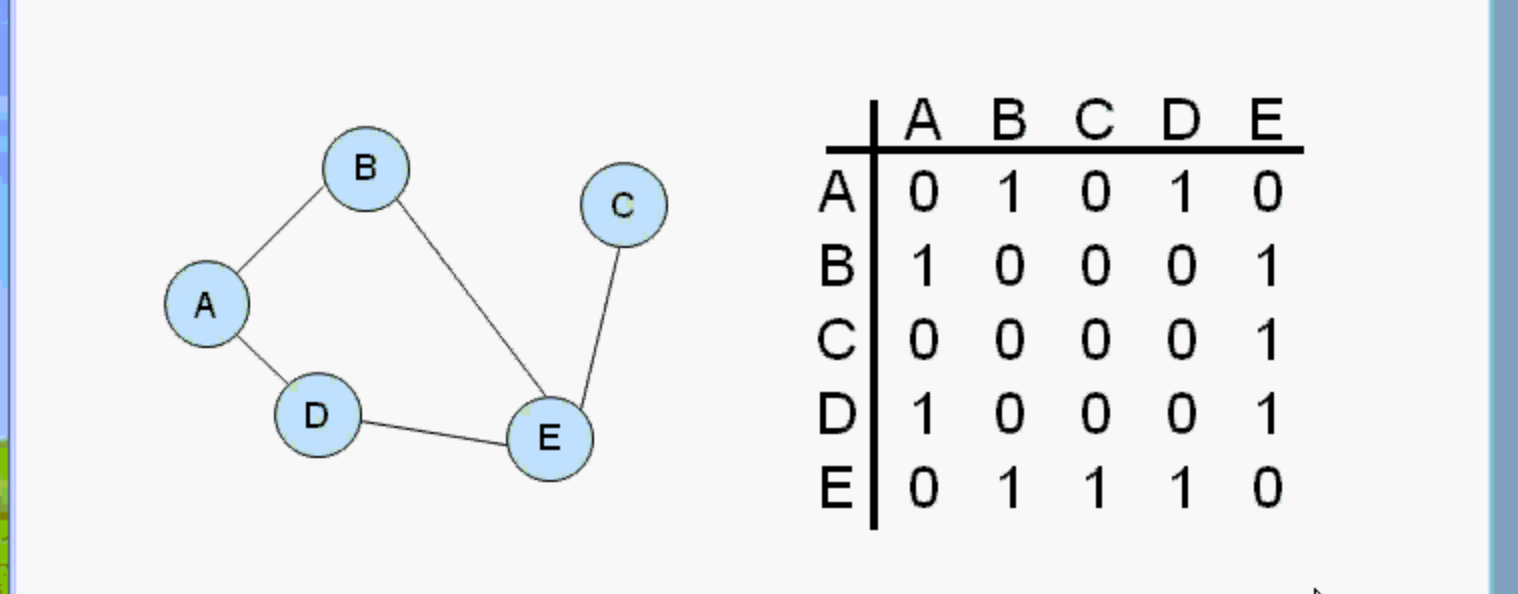 B
C
A
D
E
A B C D E
A 0 1 0 1 0
B 1 0 0 0 1
C 0 0 0 0 1
D 1 0 0 0 1
E 0 1 1 1 0